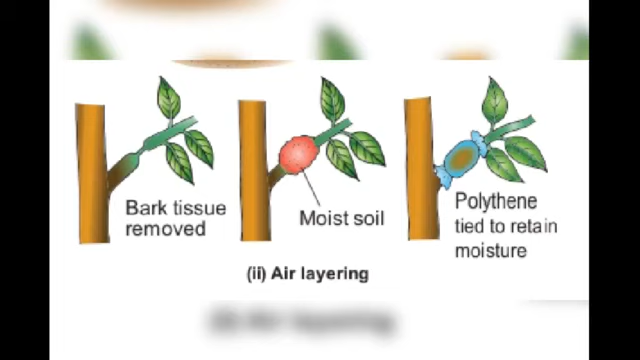 Bark tissue
removed
Moist soil
Polythene
tied to retain
moisture
(ii) Air layering